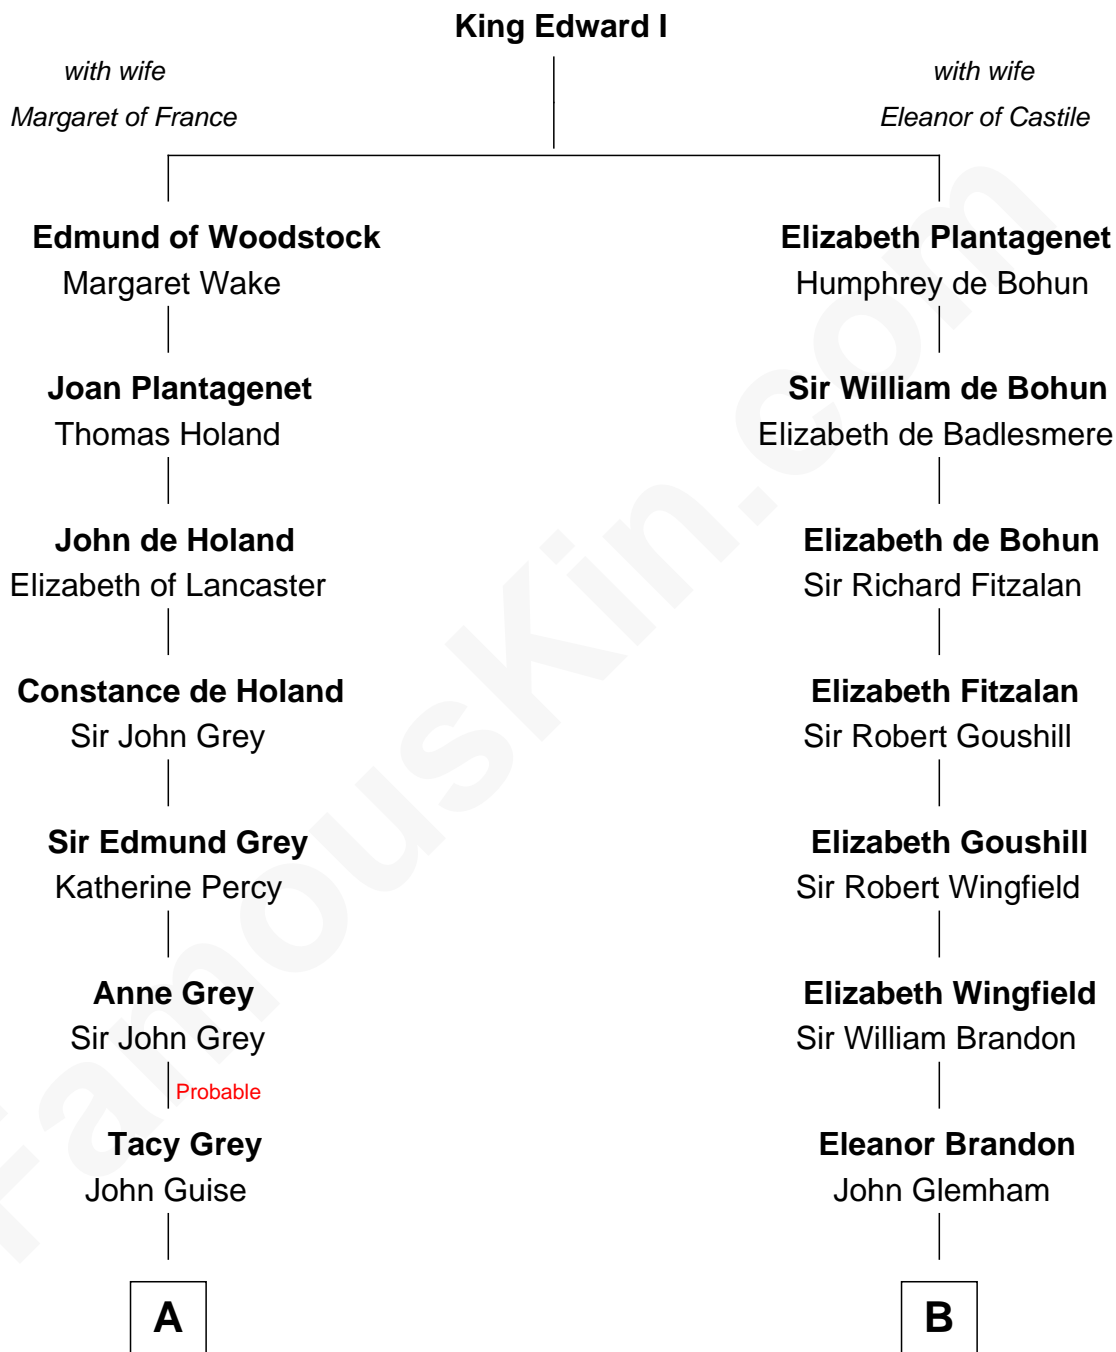 King Edward I
with wife
Margaret of France
with wife
Eleanor of Castile
Edmund of Woodstock
Margaret Wake
Elizabeth Plantagenet
Humphrey de Bohun
Joan Plantagenet
Thomas Holand
Sir William de Bohun
Elizabeth de Badlesmere
John de Holand
Elizabeth of Lancaster
Elizabeth de Bohun
Sir Richard Fitzalan
Constance de Holand
Sir John Grey
Elizabeth Fitzalan
Sir Robert Goushill
Sir Edmund Grey
Katherine Percy
Elizabeth Goushill
Sir Robert Wingfield
Anne Grey
Sir John Grey
Elizabeth Wingfield
Sir William Brandon
Probable
Tacy Grey
John Guise
Eleanor Brandon
John Glemham
A
B
FamousKin.com